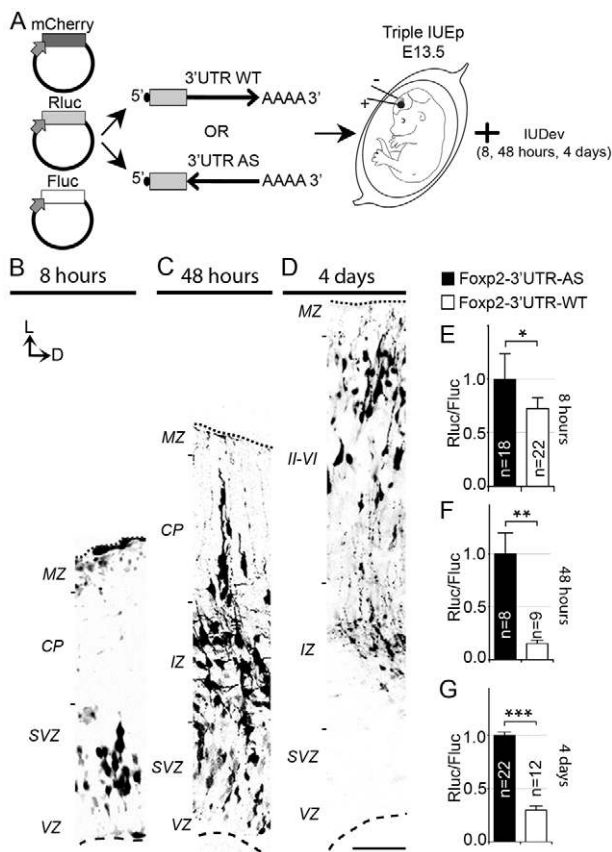 A
mCherry
Rluc
Fluc
5' 3'UTR WT AAAA 3'
OR
3'UTR AS
5' AAAA 3'
Triple IUEp
E13.5
-
+
+ IUDev
(8, 48 hours, 4 days)
B 8 hours
L
D
MZ
CP
SVZ
VZ
C 48 hours
MZ
CP
IZ
SVZ
VZ
D 4 days
MZ
II-VI
IZ
SVZ
VZ
Foxp2-3'UTR-AS
Foxp2-3'UTR-WT
E
*
Rluc/Fluc
1.0
0.5
0.0
n=18
n=22
8 hours
F
**
Rluc/Fluc
1.0
0.5
0.0
n=8
n=9
48 hours
G
***
Rluc/Fluc
1.0
0.5
0.0
n=22
n=12
4 days